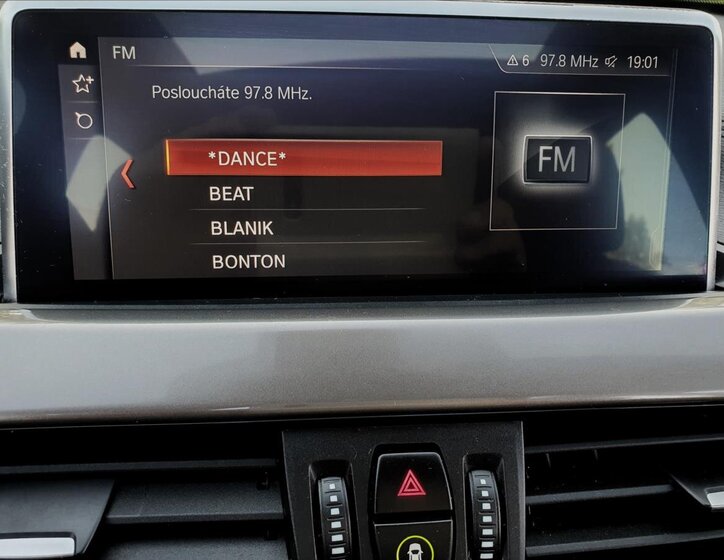 FM
6 97.8 MHz 19:01
Posloucháte 97.8 MHz.
*DANCE*
BEAT
BLANIK
BONTON
FM